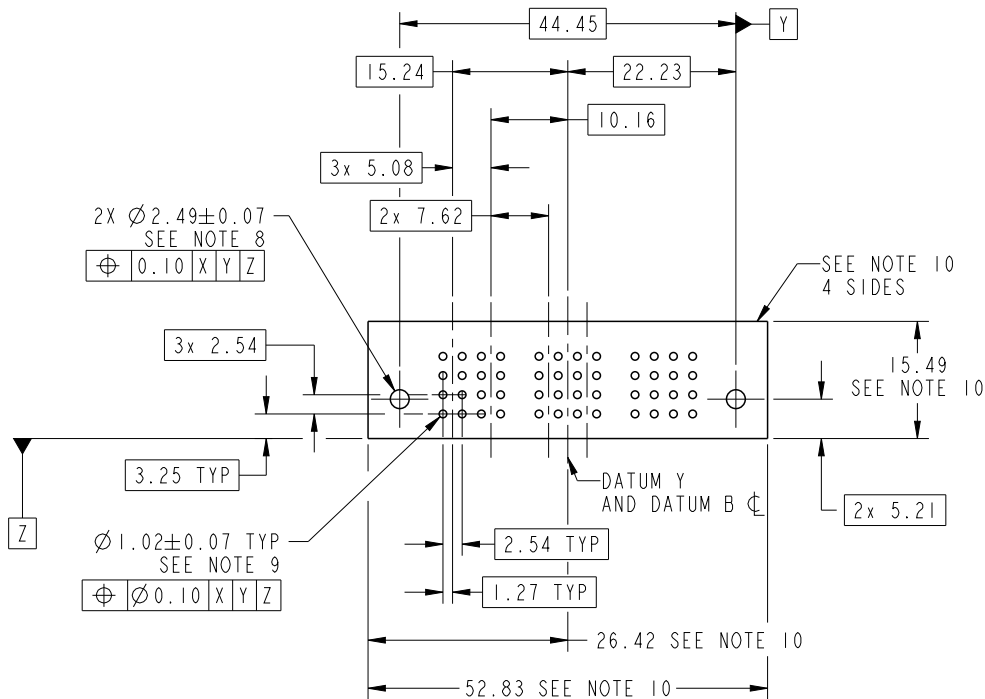 44.45
Y
15.24
22.23
10.16
3x 5.08
2x 7.62
2X Ø2.49±0.07
SEE NOTE 8
⌖ 0.10 X Y Z
SEE NOTE 10
4 SIDES
3x 2.54
15.49
SEE NOTE 10
3.25 TYP
Z
DATUM Y
AND DATUM B ℄
2x 5.21
Ø1.02±0.07 TYP
SEE NOTE 9
⌖ Ø0.10 X Y Z
2.54 TYP
1.27 TYP
26.42 SEE NOTE 10
52.83 SEE NOTE 10